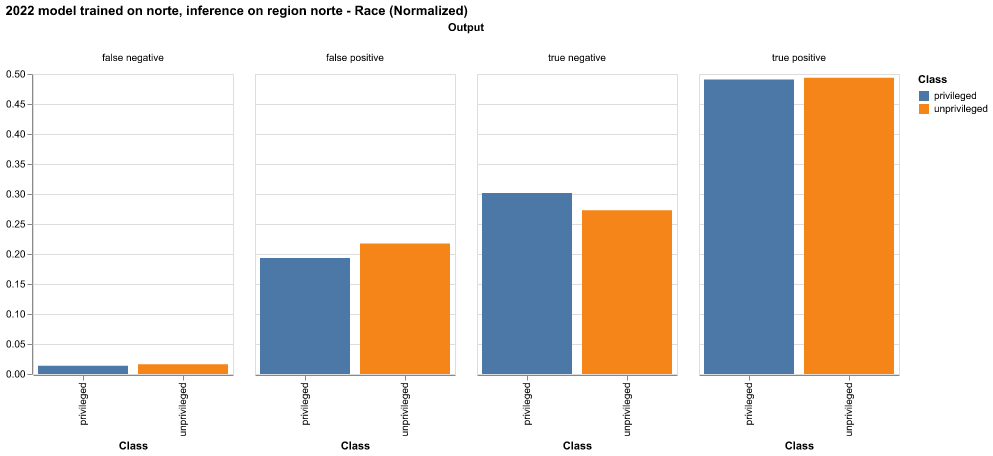 2022 model trained on norte, inference on region norte - Race (Normalized)
Output
false negative false positive true negative true positive
Class
privileged
unprivileged
0.50
0.45
0.40
0.35
0.30
0.25
0.20
0.15
0.10
0.05
0.00
privileged unprivileged privileged unprivileged privileged unprivileged privileged unprivileged
Class Class Class Class